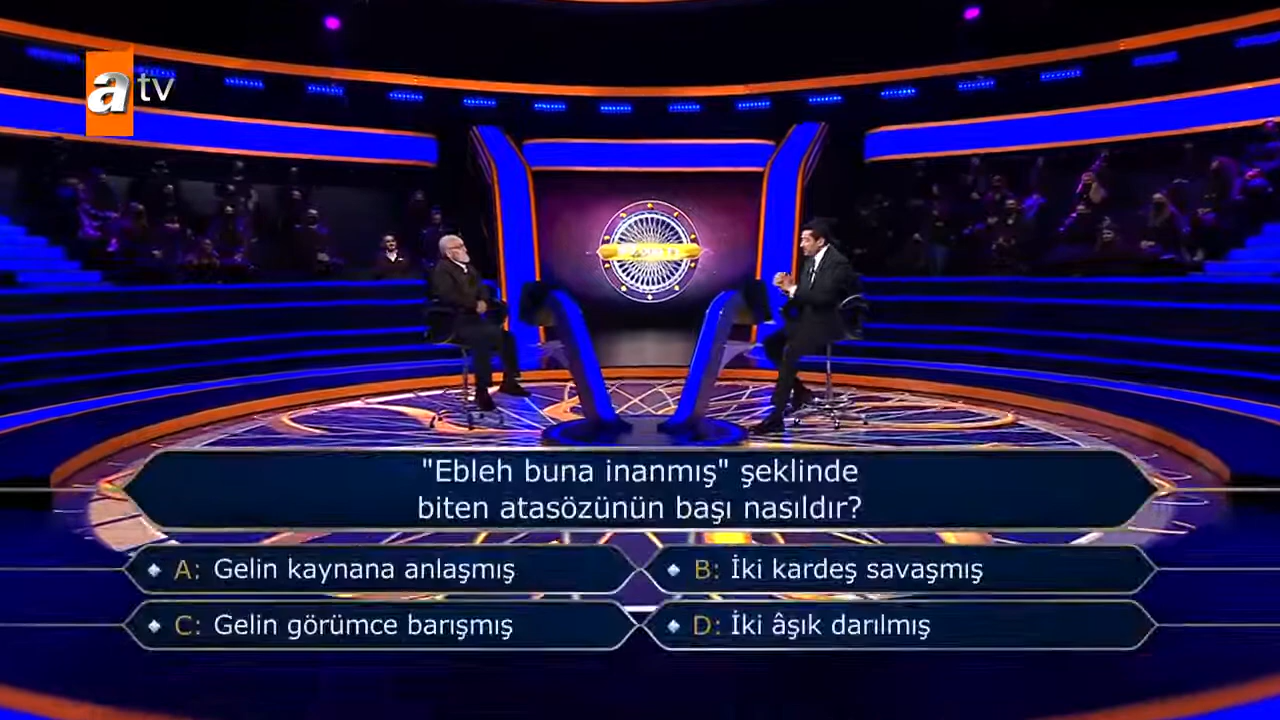 atv
"Ebleh buna inanmış" şeklinde
biten atasözünün başı nasıldır?
A: Gelin kaynana anlaşmış
B: İki kardeş savaşmış
C: Gelin görümce barışmış
D: İki âşık darılmış